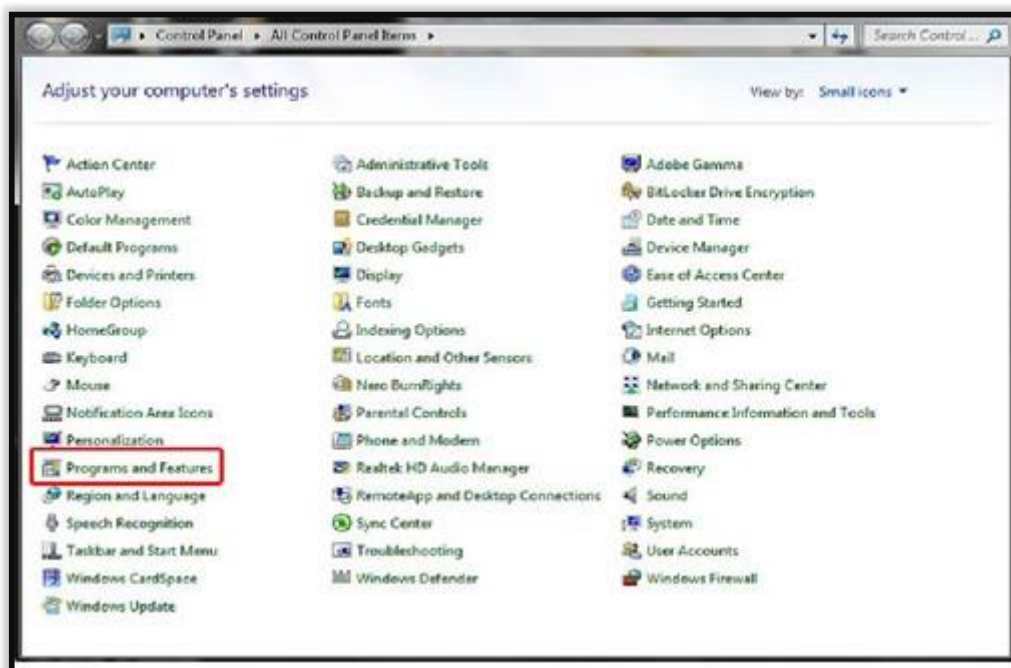 Control Panel All Control Panel Items Search Control ...
Adjust your computer's settings View by: Small icons
Action Center Administrative Tools Adobe Gamma
AutoPlay Backup and Restore BitLocker Drive Encryption
Color Management Credential Manager Date and Time
Default Programs Desktop Gadgets Device Manager
Devices and Printers Display Ease of Access Center
Folder Options Fonts Getting Started
HomeGroup Indexing Options Internet Options
Keyboard Location and Other Sensors Mail
Mouse Nero BurnRights Network and Sharing Center
Notification Area Icons Parental Controls Performance Information and Tools
Personalization Phone and Modem Power Options
Programs and Features Realtek HD Audio Manager Recovery
Region and Language RemoteApp and Desktop Connections Sound
Speech Recognition Sync Center System
Taskbar and Start Menu Troubleshooting User Accounts
Windows CardSpace Windows Defender Windows Firewall
Windows Update